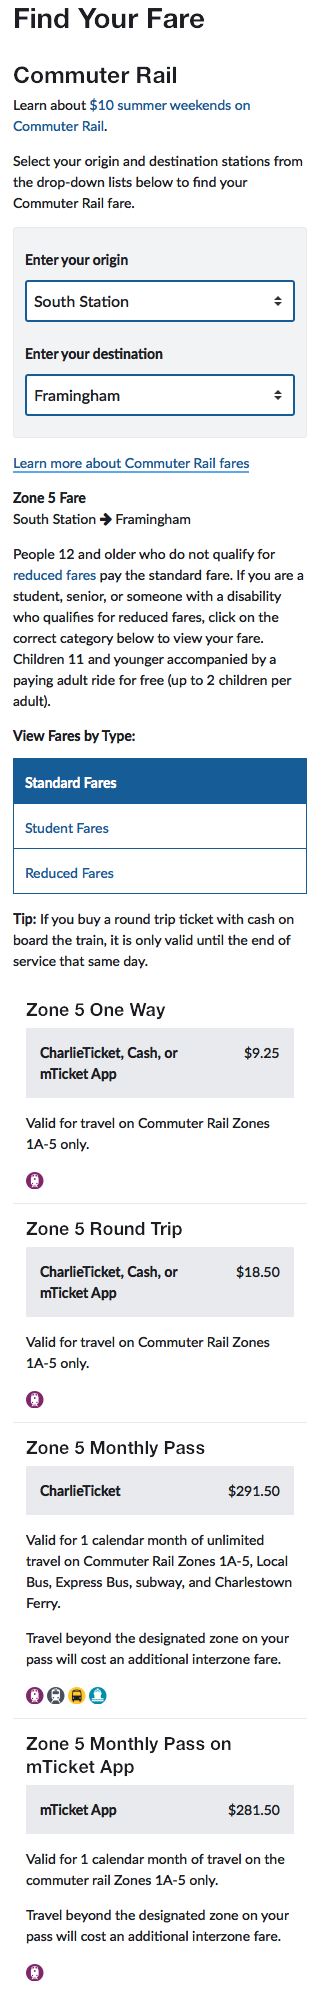 Find Your Fare
Commuter Rail
Learn about $10 summer weekends on
Commuter Rail.
Select your origin and destination stations from
the drop-down lists below to find your
Commuter Rail fare.
Enter your origin
South Station
Enter your destination
Framingham
Learn more about Commuter Rail fares
Zone 5 Fare
South Station → Framingham
People 12 and older who do not qualify for
reduced fares pay the standard fare. If you are a
student, senior, or someone with a disability
who qualifies for reduced fares, click on the
correct category below to view your fare.
Children 11 and younger accompanied by a
paying adult ride for free (up to 2 children per
adult).
View Fares by Type:
Standard Fares
Student Fares
Reduced Fares
Tip: If you buy a round trip ticket with cash on
board the train, it is only valid until the end of
service that same day.
Zone 5 One Way
CharlieTicket, Cash, or $9.25
mTicket App
Valid for travel on Commuter Rail Zones
1A-5 only.
Zone 5 Round Trip
CharlieTicket, Cash, or $18.50
mTicket App
Valid for travel on Commuter Rail Zones
1A-5 only.
Zone 5 Monthly Pass
CharlieTicket $291.50
Valid for 1 calendar month of unlimited
travel on Commuter Rail Zones 1A-5, Local
Bus, Express Bus, subway, and Charlestown
Ferry.
Travel beyond the designated zone on your
pass will cost an additional interzone fare.
Zone 5 Monthly Pass on
mTicket App
mTicket App $281.50
Valid for 1 calendar month of travel on the
commuter rail Zones 1A-5 only.
Travel beyond the designated zone on your
pass will cost an additional interzone fare.